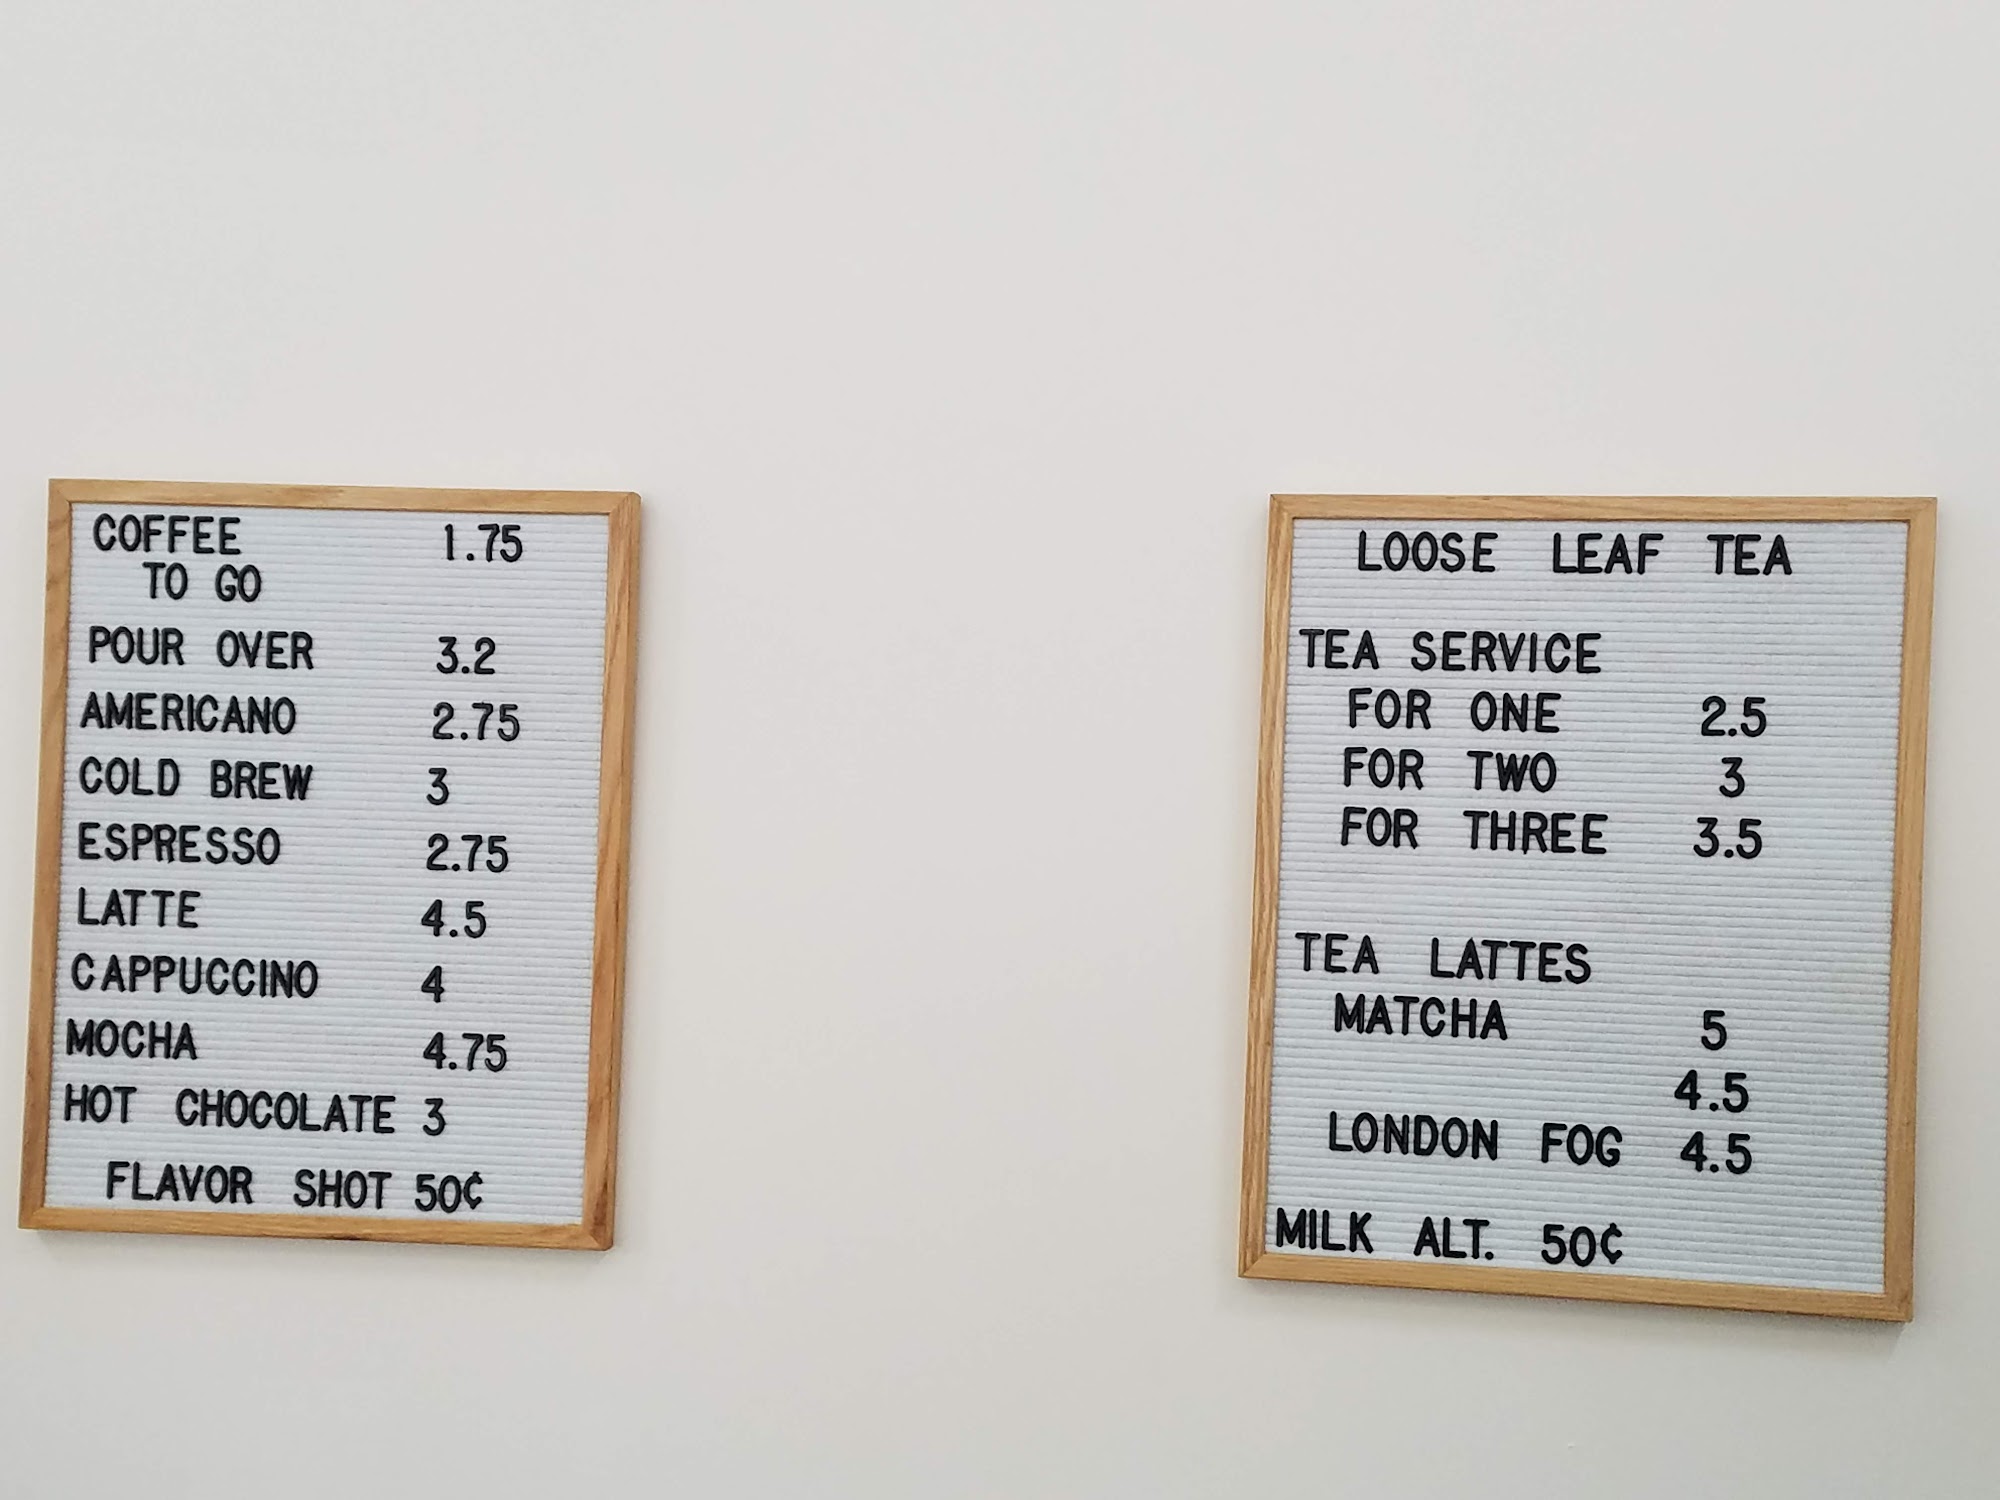 COFFEE 1.75
TO GO
POUR OVER 3.2
AMERICANO 2.75
COLD BREW 3
ESPRESSO 2.75
LATTE 4.5
CAPPUCCINO 4
MOCHA 4.75
HOT CHOCOLATE 3
FLAVOR SHOT 50¢
LOOSE LEAF TEA
TEA SERVICE
FOR ONE 2.5
FOR TWO 3
FOR THREE 3.5
TEA LATTES
MATCHA 5
4.5
LONDON FOG 4.5
MILK ALT. 50¢